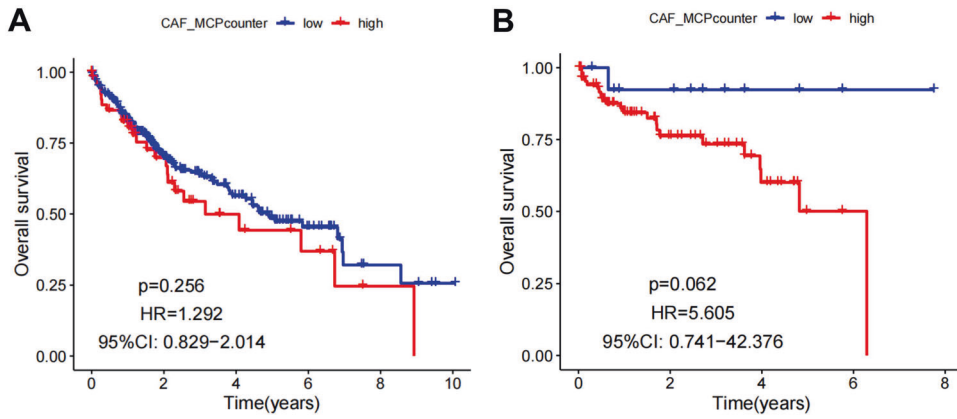 A
CAF_MCPcounter low high
1.00
0.75
0.50
0.25
0.00
Overall survival
p=0.256
HR=1.292
95%CI: 0.829−2.014
0 2 4 6 8 10
Time(years)
B
CAF_MCPcounter low high
1.00
0.75
0.50
0.25
0.00
Overall survival
p=0.062
HR=5.605
95%CI: 0.741−42.376
0 2 4 6 8
Time(years)